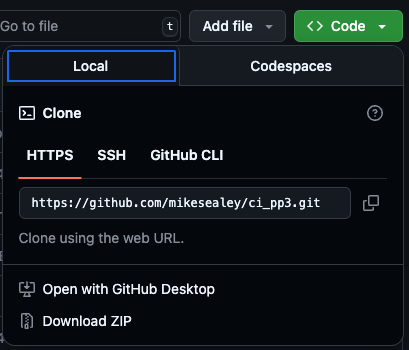 Go to file
t
Add file
<> Code
Local
Codespaces
Clone
HTTPS
SSH
GitHub CLI
https://github.com/mikesealey/ci_pp3.git
Clone using the web URL.
Open with GitHub Desktop
Download ZIP